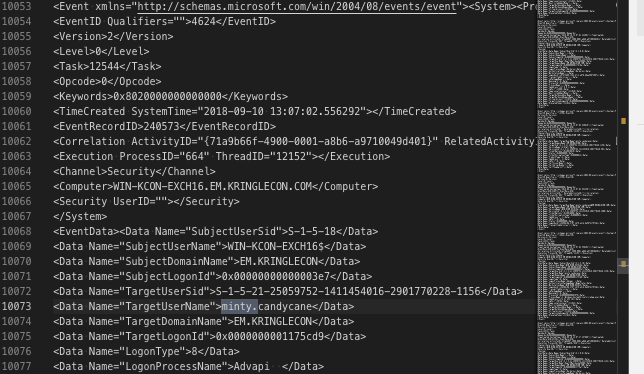 10053 <Event xmlns="http://schemas.microsoft.com/win/2004/08/events/event"><System><Pr
10054 <EventID Qualifiers="">4624</EventID>
10055 <Version>2</Version>
10056 <Level>0</Level>
10057 <Task>12544</Task>
10058 <Opcode>0</Opcode>
10059 <Keywords>0x8020000000000000</Keywords>
10060 <TimeCreated SystemTime="2018-09-10 13:07:02.556292"></TimeCreated>
10061 <EventRecordID>240573</EventRecordID>
10062 <Correlation ActivityID="{71a9b66f-4900-0001-a8b6-a9710049d401}" RelatedActivity
10063 <Execution ProcessID="664" ThreadID="12152"></Execution>
10064 <Channel>Security</Channel>
10065 <Computer>WIN-KCON-EXCH16.EM.KRINGLECON.COM</Computer>
10066 <Security UserID=""></Security>
10067 </System>
10068 <EventData><Data Name="SubjectUserSid">S-1-5-18</Data>
10069 <Data Name="SubjectUserName">WIN-KCON-EXCH16$</Data>
10070 <Data Name="SubjectDomainName">EM.KRINGLECON</Data>
10071 <Data Name="SubjectLogonId">0x00000000000003e7</Data>
10072 <Data Name="TargetUserSid">S-1-5-21-25059752-1411454016-2901770228-1156</Data>
10073 <Data Name="TargetUserName">minty.candycane</Data>
10074 <Data Name="TargetDomainName">EM.KRINGLECON</Data>
10075 <Data Name="TargetLogonId">0x0000000001175cd9</Data>
10076 <Data Name="LogonType">8</Data>
10077 <Data Name="LogonProcessName">Advapi  </Data>